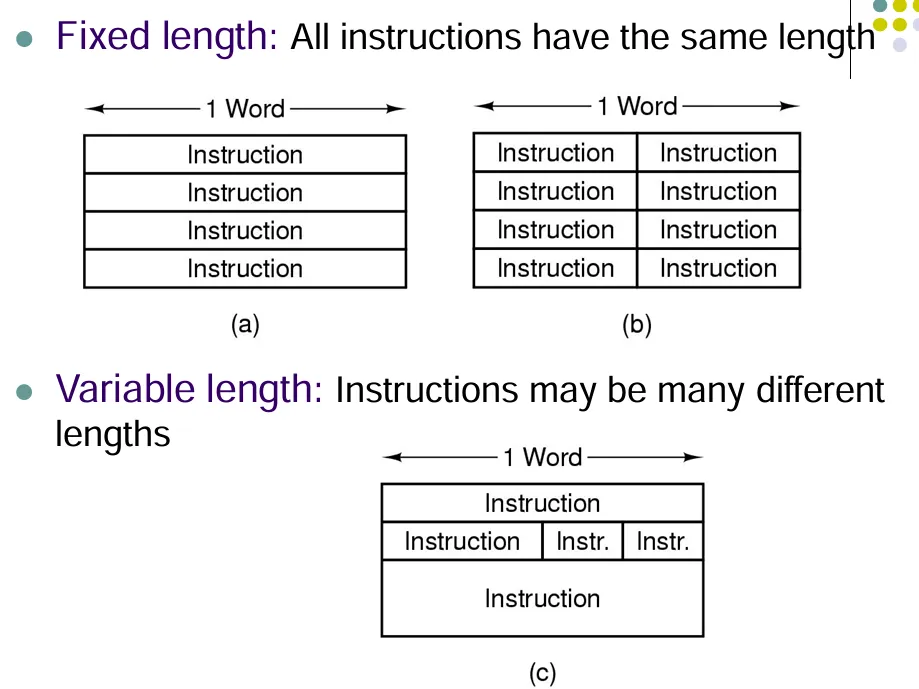 Fixed length: All instructions have the same length
1 Word
Instruction
Instruction
Instruction
Instruction
(a)
1 Word
Instruction Instruction
Instruction Instruction
Instruction Instruction
Instruction Instruction
(b)
Variable length: Instructions may be many different
lengths
1 Word
Instruction
Instruction Instr. Instr.
Instruction
(c)